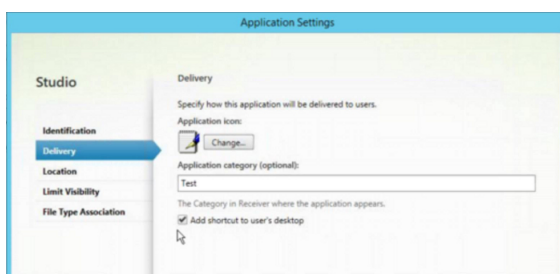 Application Settings
Studio
Identification
Delivery
Location
Limit Visibility
File Type Association
Delivery
Specify how this application will be delivered to users.
Application icon:
Change...
Application category (optional):
Test
The Category in Receiver where the application appears.
Add shortcut to user's desktop